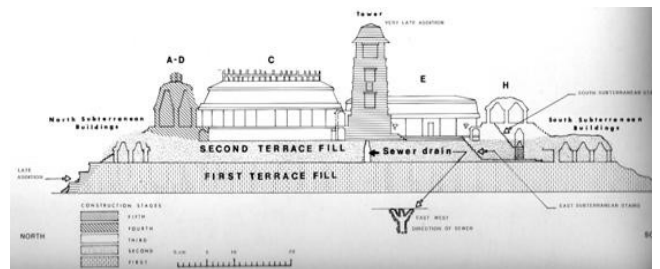 Tower
VERY LATE ADDITION
A-D
C
E
H
SOUTH SUBTERRANEAN
North Subterranean
Buildings
South Subterranean
Buildings
SECOND TERRACE FILL
Sewer drain
LATE
ADDITION
FIRST TERRACE FILL
EAST SUBTERRANEAN STAIRS
CONSTRUCTION STAGES
FIFTH
FOURTH
THIRD
SECOND
FIRST
EAST WEST
DIRECTION OF SEWER
NORTH